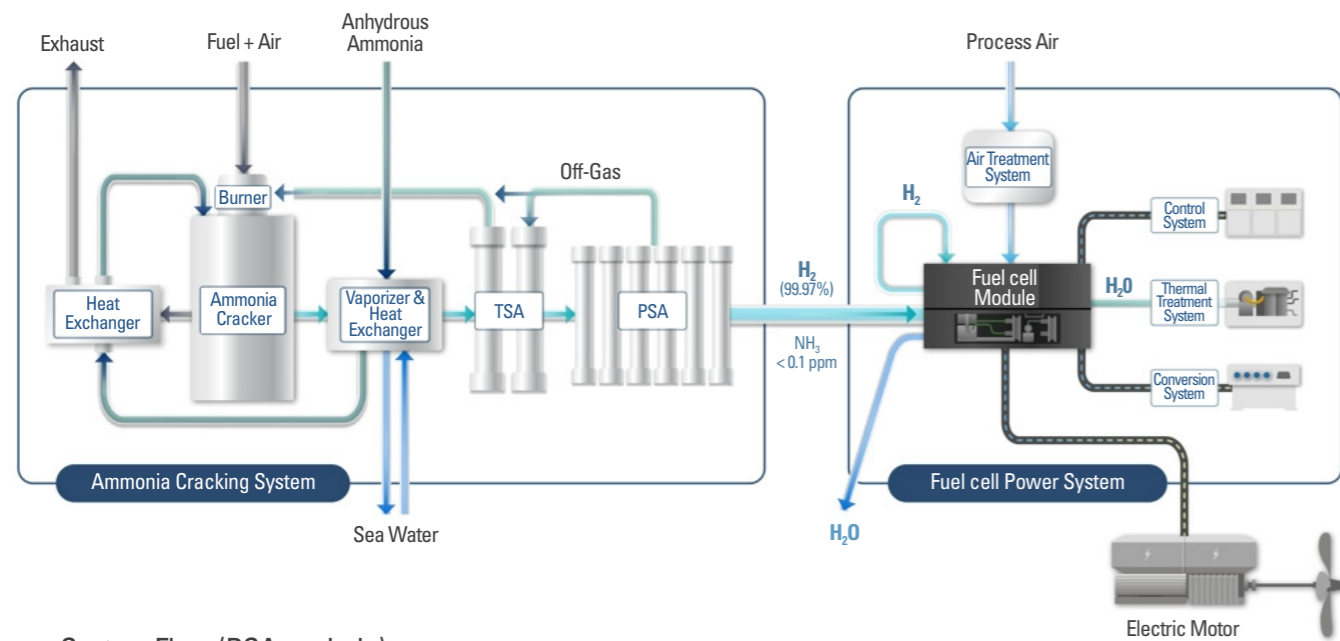 Exhaust
Fuel + Air
Anhydrous
Ammonia
Process Air
Off-Gas
Burner
Heat
Exchanger
Ammonia
Cracker
Vaporizer &
Heat
Exchanger
TSA
PSA
H₂
(99.97%)
NH₃
< 0.1 ppm
Air Treatment
System
H₂
Fuel cell
Module
H₂O
Control
System
Thermal
Treatment
System
Conversion
System
Ammonia Cracking System
Sea Water
Fuel cell Power System
H₂O
Electric Motor